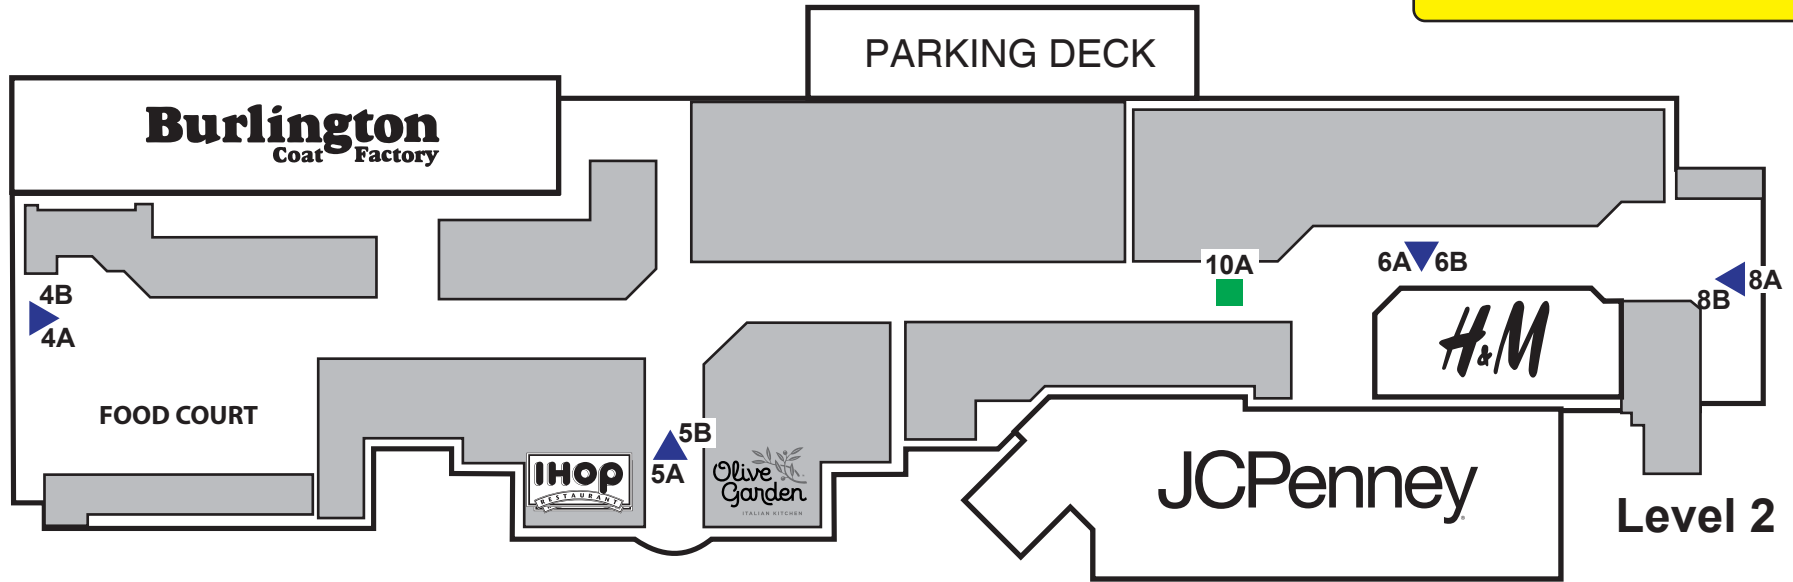 PARKING DECK
Burlington
Coat Factory
10A
6A 6B
8A
8B
4B
4A
H&M
FOOD COURT
5B
5A
IHOP
RESTAURANT
Olive
Garden
ITALIAN KITCHEN
JCPenney
Level 2